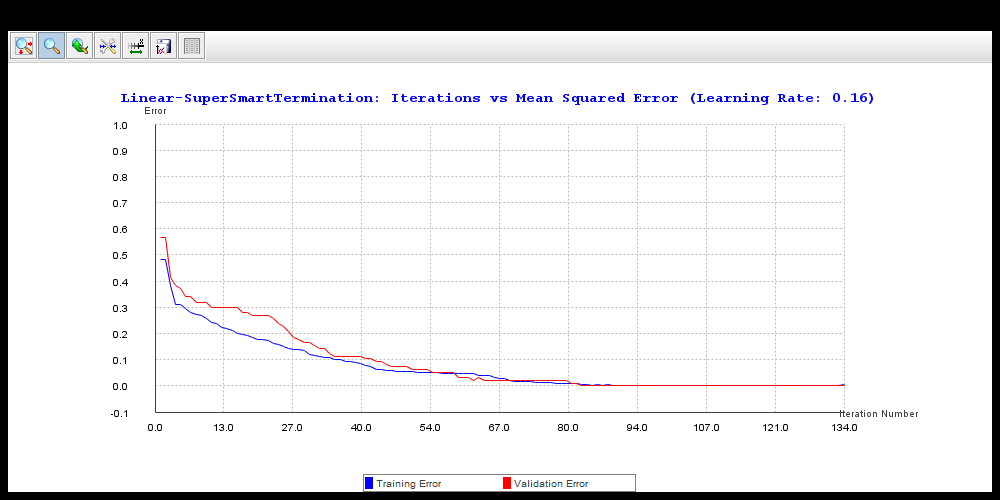 Linear-SuperSmartTermination: Iterations vs Mean Squared Error (Learning Rate: 0.16)
Error
1.0
0.9
0.8
0.7
0.6
0.5
0.4
0.3
0.2
0.1
0.0
-0.1
Iteration Number
0.0 13.0 27.0 40.0 54.0 67.0 80.0 94.0 107.0 121.0 134.0
Training Error Validation Error